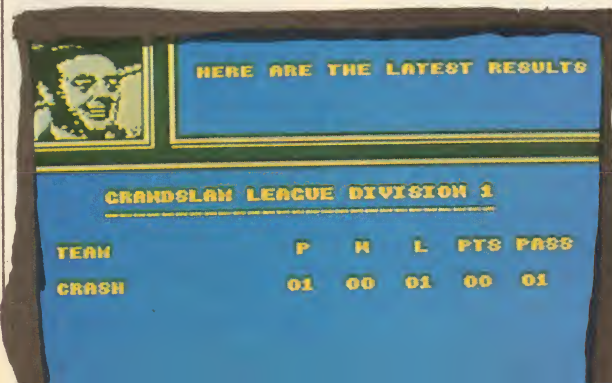 HERE ARE THE LATEST RESULTS
GRANDSLAM LEAGUE DIVISION 1
TEAM P W L PTS PASS
CRASH 01 00 01 00 01